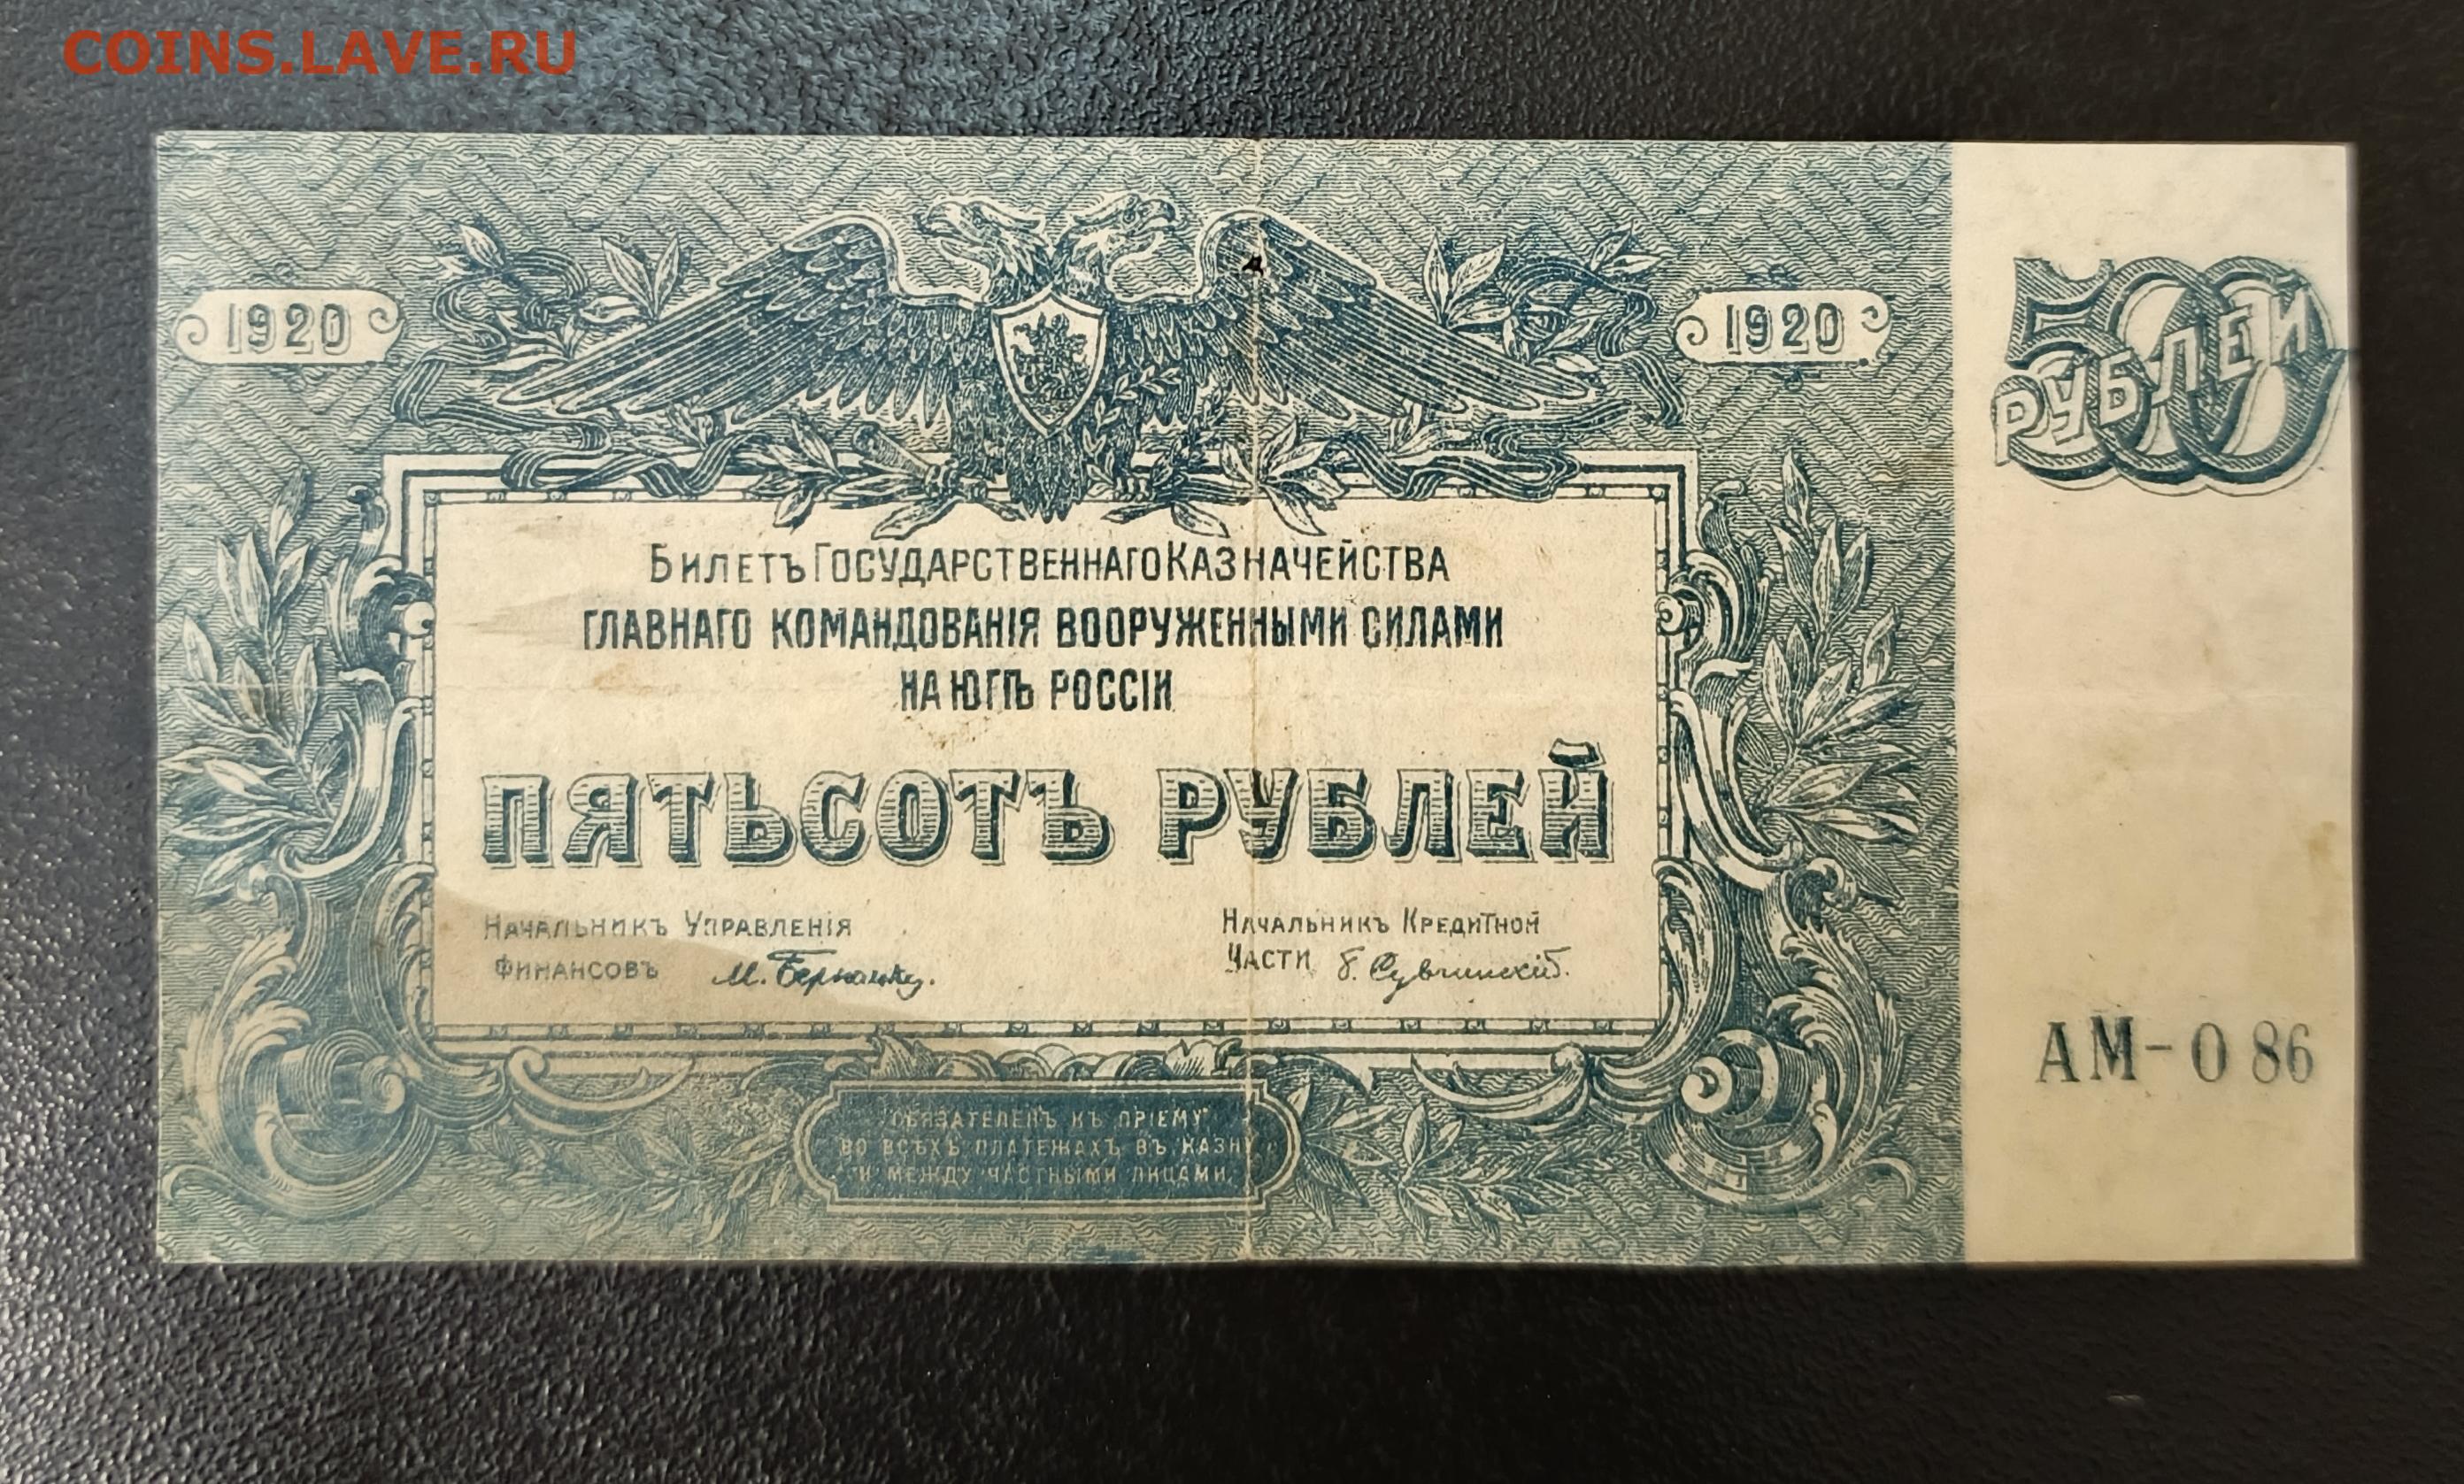 COINS.LAVE.RU
1920
1920
500
РУБЛЕЙ
БИЛЕТЪ ГОСУДАРСТВЕННАГО КАЗНАЧЕЙСТВА
ГЛАВНАГО КОМАНДОВАНІЯ ВООРУЖЕННЫМИ СИЛАМИ
НА ЮГѢ РОССІИ
ПЯТЬСОТЪ РУБЛЕЙ
НАЧАЛЬНИКЪ УПРАВЛЕНІЯ
ФИНАНСОВЪ М. Бернацкій
НАЧАЛЬНИКЪ КРЕДИТНОЙ
ЧАСТИ Б. Сувчинскій
ОБЯЗАТЕЛЕНЪ КЪ ПРІЕМУ
ВО ВСѢХЪ ПЛАТЕЖАХЪ ВЪ КАЗНУ
И МЕЖДУ ЧАСТНЫМИ ЛИЦАМИ.
АМ-086